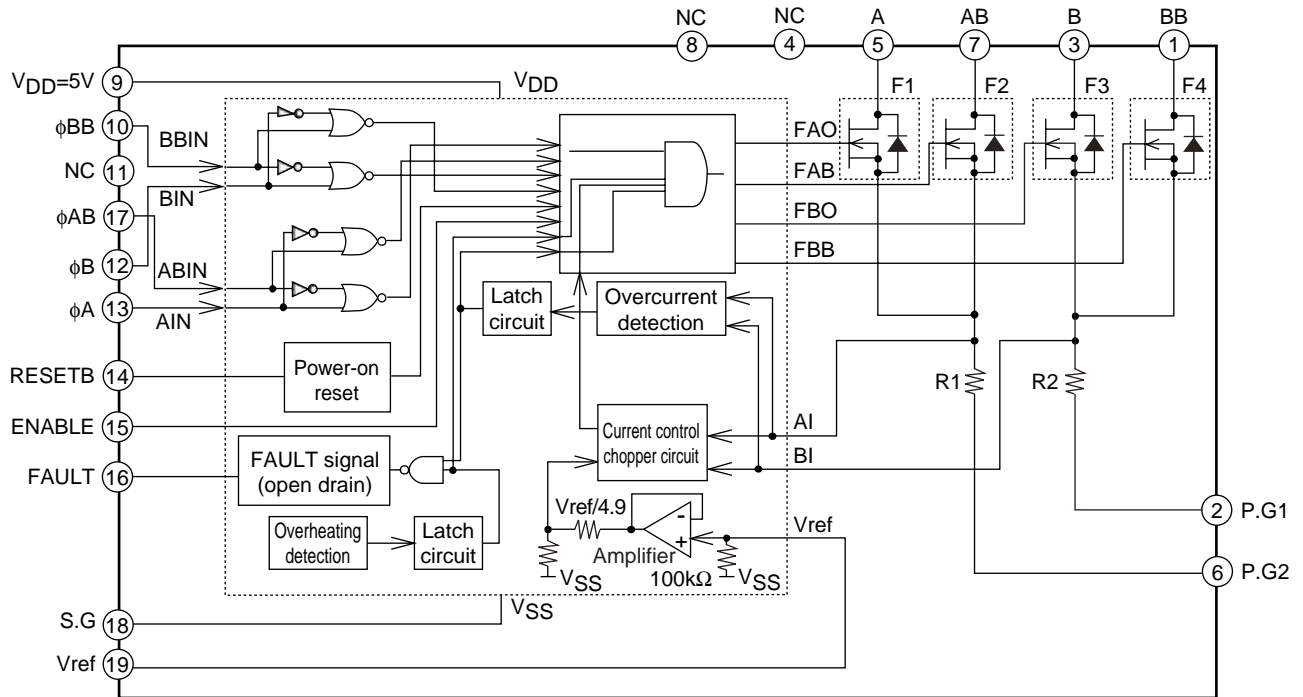 NC
NC
A
AB
B
BB
8
4
5
7
3
1
VDD=5V
9
VDD
F1
F2
F3
F4
ϕBB
10
BBIN
FAO
NC
11
FAB
BIN
ϕAB
17
FBO
ϕB
12
ABIN
FBB
ϕA
13
AIN
Latch
circuit
Overcurrent
detection
RESETB
14
Power-on
reset
R1
R2
ENABLE
15
Current control
chopper circuit
AI
BI
FAULT
16
FAULT signal
(open drain)
Vref/4.9
2
P.G1
Overheating
detection
Latch
circuit
-
+
Vref
Amplifier
VSS
100kΩ
VSS
6
P.G2
VSS
S.G
18
Vref
19